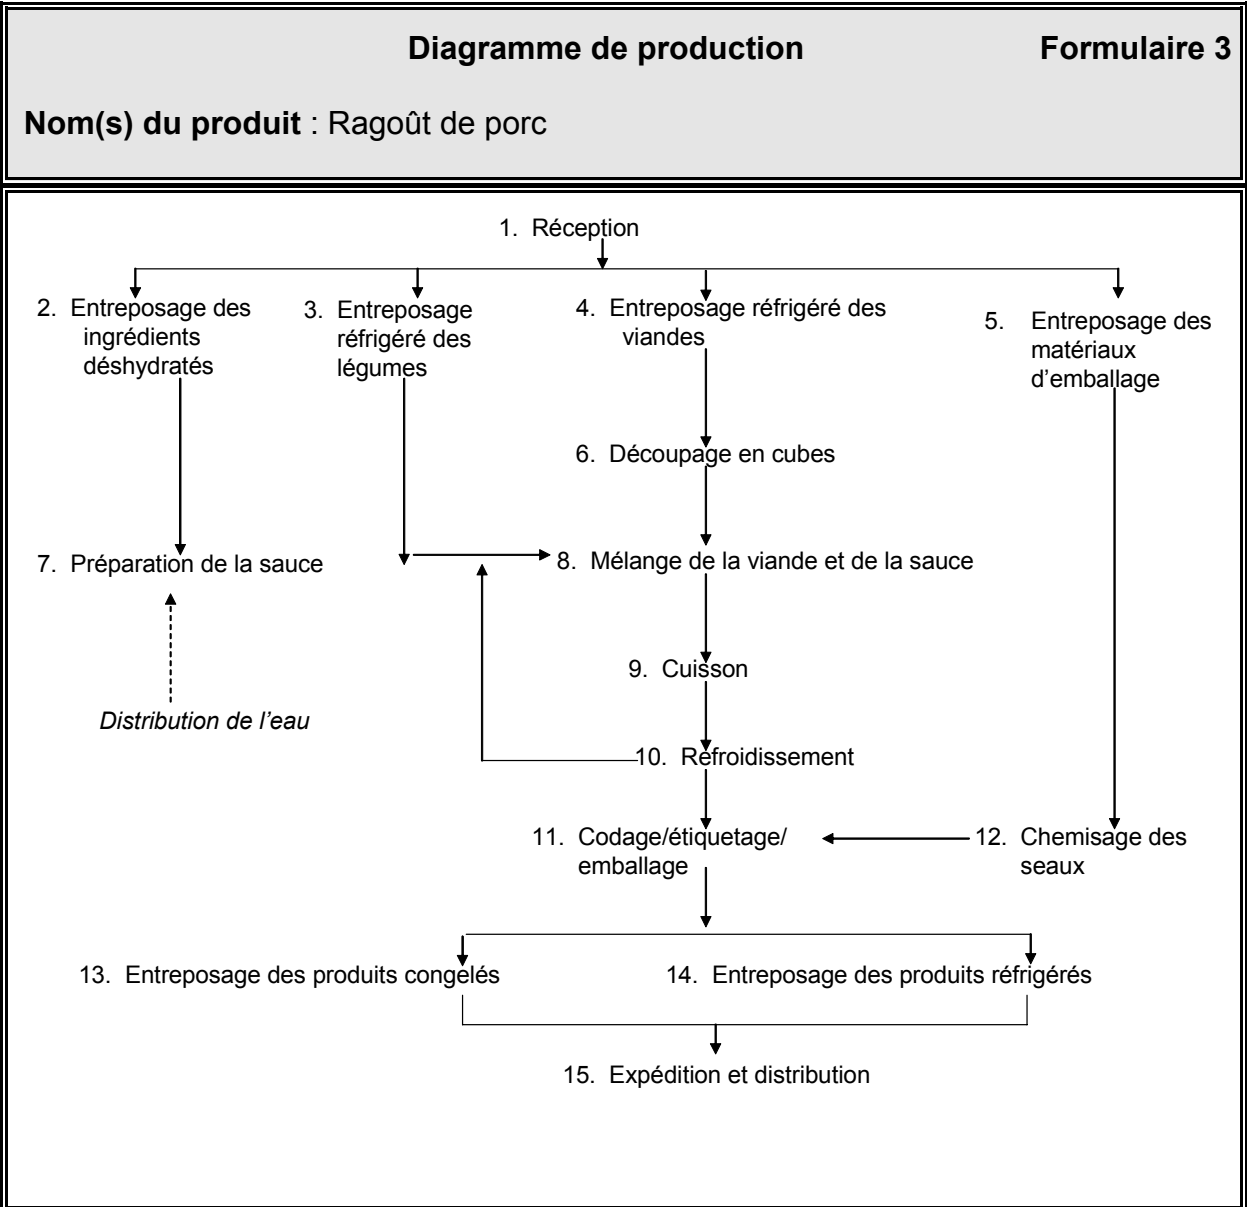 Diagramme de production Formulaire 3
Nom(s) du produit : Ragoût de porc
1. Réception
2. Entreposage des
ingrédients
déshydratés
3. Entreposage
réfrigéré des
légumes
4. Entreposage réfrigéré des
viandes
5. Entreposage des
matériaux
d'emballage
6. Découpage en cubes
7. Préparation de la sauce
8. Mélange de la viande et de la sauce
9. Cuisson
Distribution de l'eau
10. Refroidissement
11. Codage/étiquetage/
emballage
12. Chemisage des
seaux
13. Entreposage des produits congelés
14. Entreposage des produits réfrigérés
15. Expédition et distribution